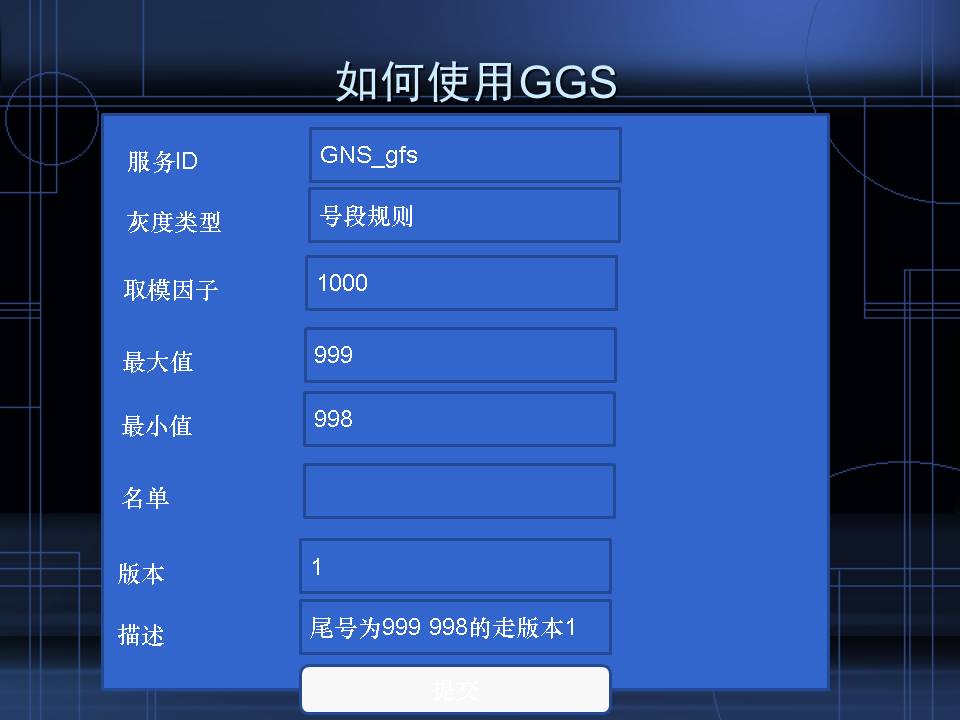 如何使用GGS
服务ID
GNS_gfs
灰度类型
号段规则
取模因子
1000
最大值
999
最小值
998
名单
版本
1
描述
尾号为999 998的走版本1
提交